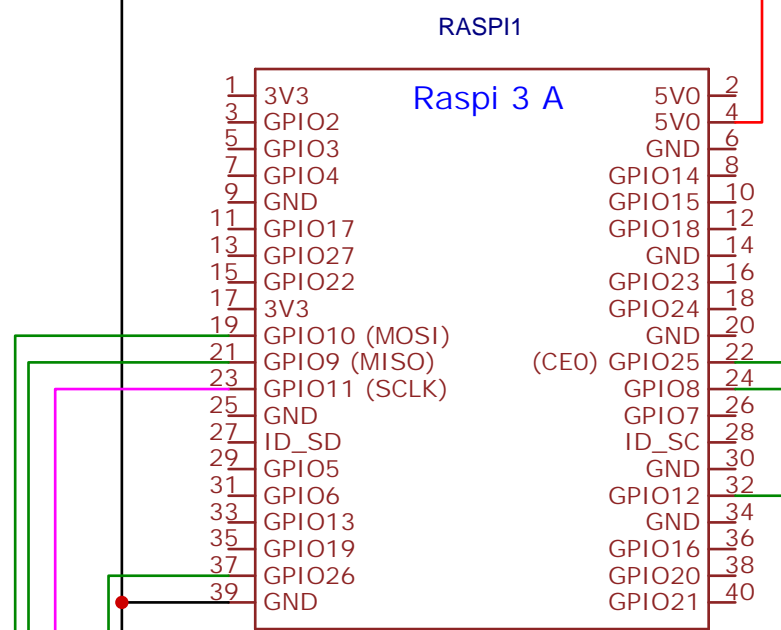 RASPI1
Raspi 3 A
1 3V3 5V0 2
3 GPIO2 5V0 4
5 GPIO3 GND 6
7 GPIO4 GPIO14 8
9 GND GPIO15 10
11 GPIO17 GPIO18 12
13 GPIO27 GND 14
15 GPIO22 GPIO23 16
17 3V3 GPIO24 18
19 GPIO10 (MOSI) GND 20
21 GPIO9 (MISO) (CE0) GPIO25 22
23 GPIO11 (SCLK) GPIO8 24
25 GND GPIO7 26
27 ID_SD ID_SC 28
29 GPIO5 GND 30
31 GPIO6 GPIO12 32
33 GPIO13 GND 34
35 GPIO19 GPIO16 36
37 GPIO26 GPIO20 38
39 GND GPIO21 40